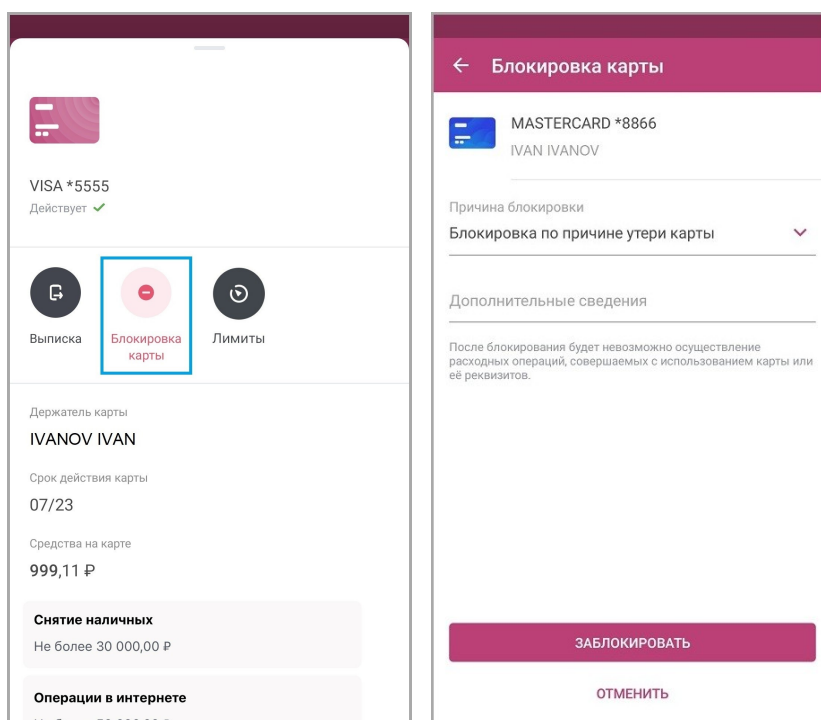 VISA *5555
Действует
Выписка
Блокировка
карты
Лимиты
Держатель карты
IVANOV IVAN
Срок действия карты
07/23
Средства на карте
999,11 ₽
Снятие наличных
Не более 30 000,00 ₽
Операции в интернете
Блокировка карты
MASTERCARD *8866
IVAN IVANOV
Причина блокировки
Блокировка по причине утери карты
Дополнительные сведения
После блокирования будет невозможно осуществление
расходных операций, совершаемых с использованием карты или
её реквизитов.
ЗАБЛОКИРОВАТЬ
ОТМЕНИТЬ